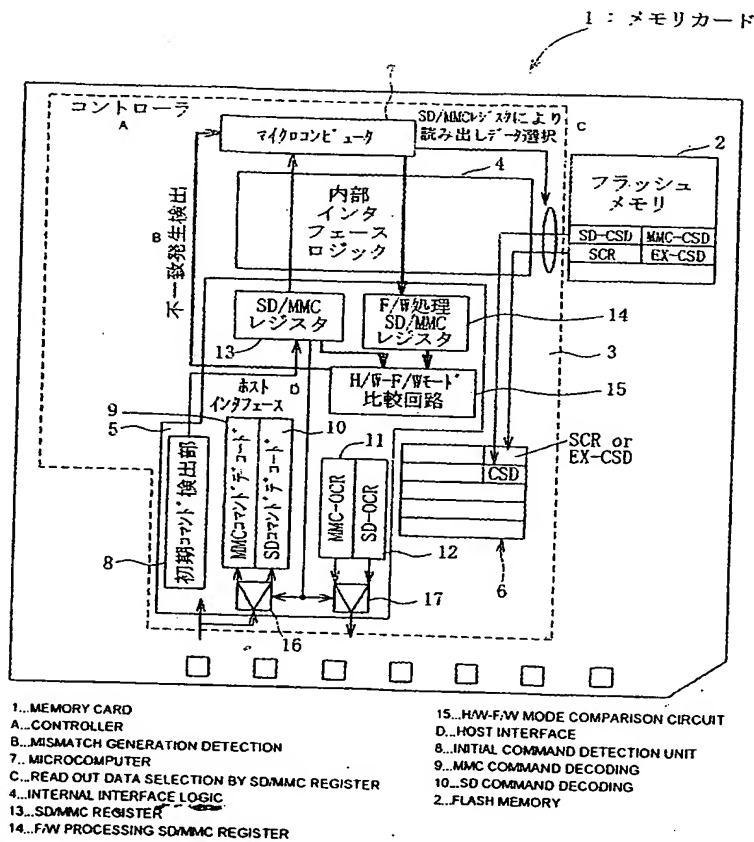 1 : メモリカード
コントローラ
A
7
マイクロコンピュータ
SD/MMCレジスタにより
読み出しデータ選択
C
4
内部
インタ
フェース
ロジック
2
フラッシュ
メモリ
SD-CSD
MMC-CSD
SCR
EX-CSD
不一致発生検出
B
SD/MMC
レジスタ
13
F/W処理
SD/MMC
レジスタ
14
3
H/W-F/Wモード
比較回路
15
D
ホスト
インタフェース
9
5
10
11
初期コマンド検出部
8
MMCコマンドデコード
SDコマンドデコード
MMC-OCR
SD-OCR
12
SCR or
EX-CSD
CSD
6
16
17
1...MEMORY CARD
A...CONTROLLER
B...MISMATCH GENERATION DETECTION
7...MICROCOMPUTER
C...READ OUT DATA SELECTION BY SD/MMC REGISTER
4...INTERNAL INTERFACE LOGIC
13...SD/MMC REGISTER
14...F/W PROCESSING SD/MMC REGISTER
15...H/W-F/W MODE COMPARISON CIRCUIT
D...HOST INTERFACE
8...INITIAL COMMAND DETECTION UNIT
9...MMC COMMAND DECODING
10...SD COMMAND DECODING
2...FLASH MEMORY